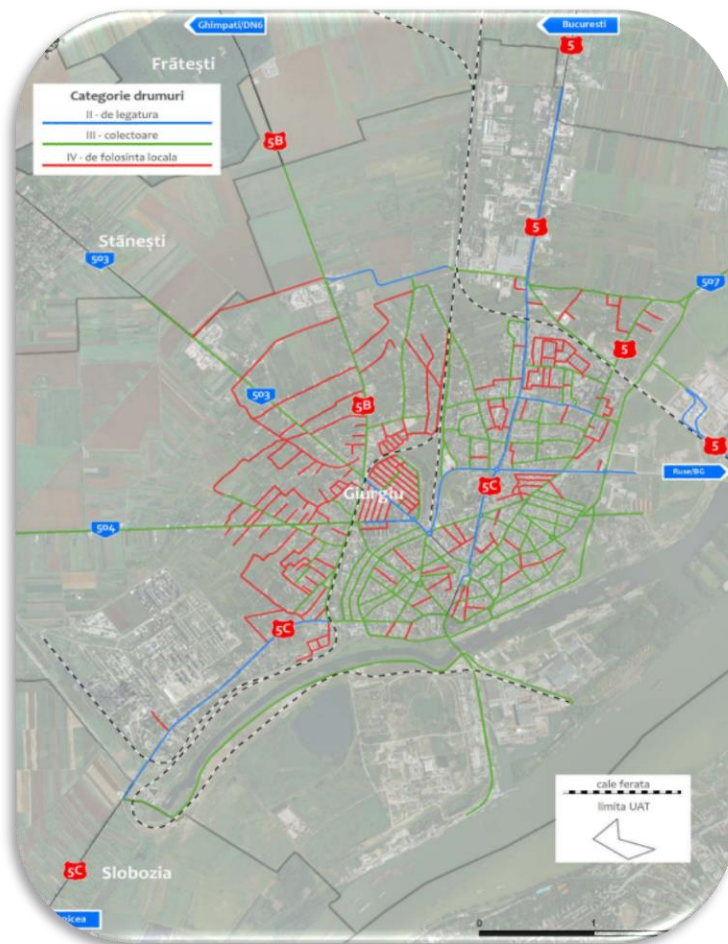 Ghimpati/DN6
Bucuresti
5
Frătești
Categorie drumuri
II - de legatura
III - colectoare
IV - de folosinta locala
5B
5
Stănești
503
507
5
503
5B
5
Giurgiu
5C
Ruse/BG
504
5C
cale ferata
limita UAT
5C
Slobozia
0
1